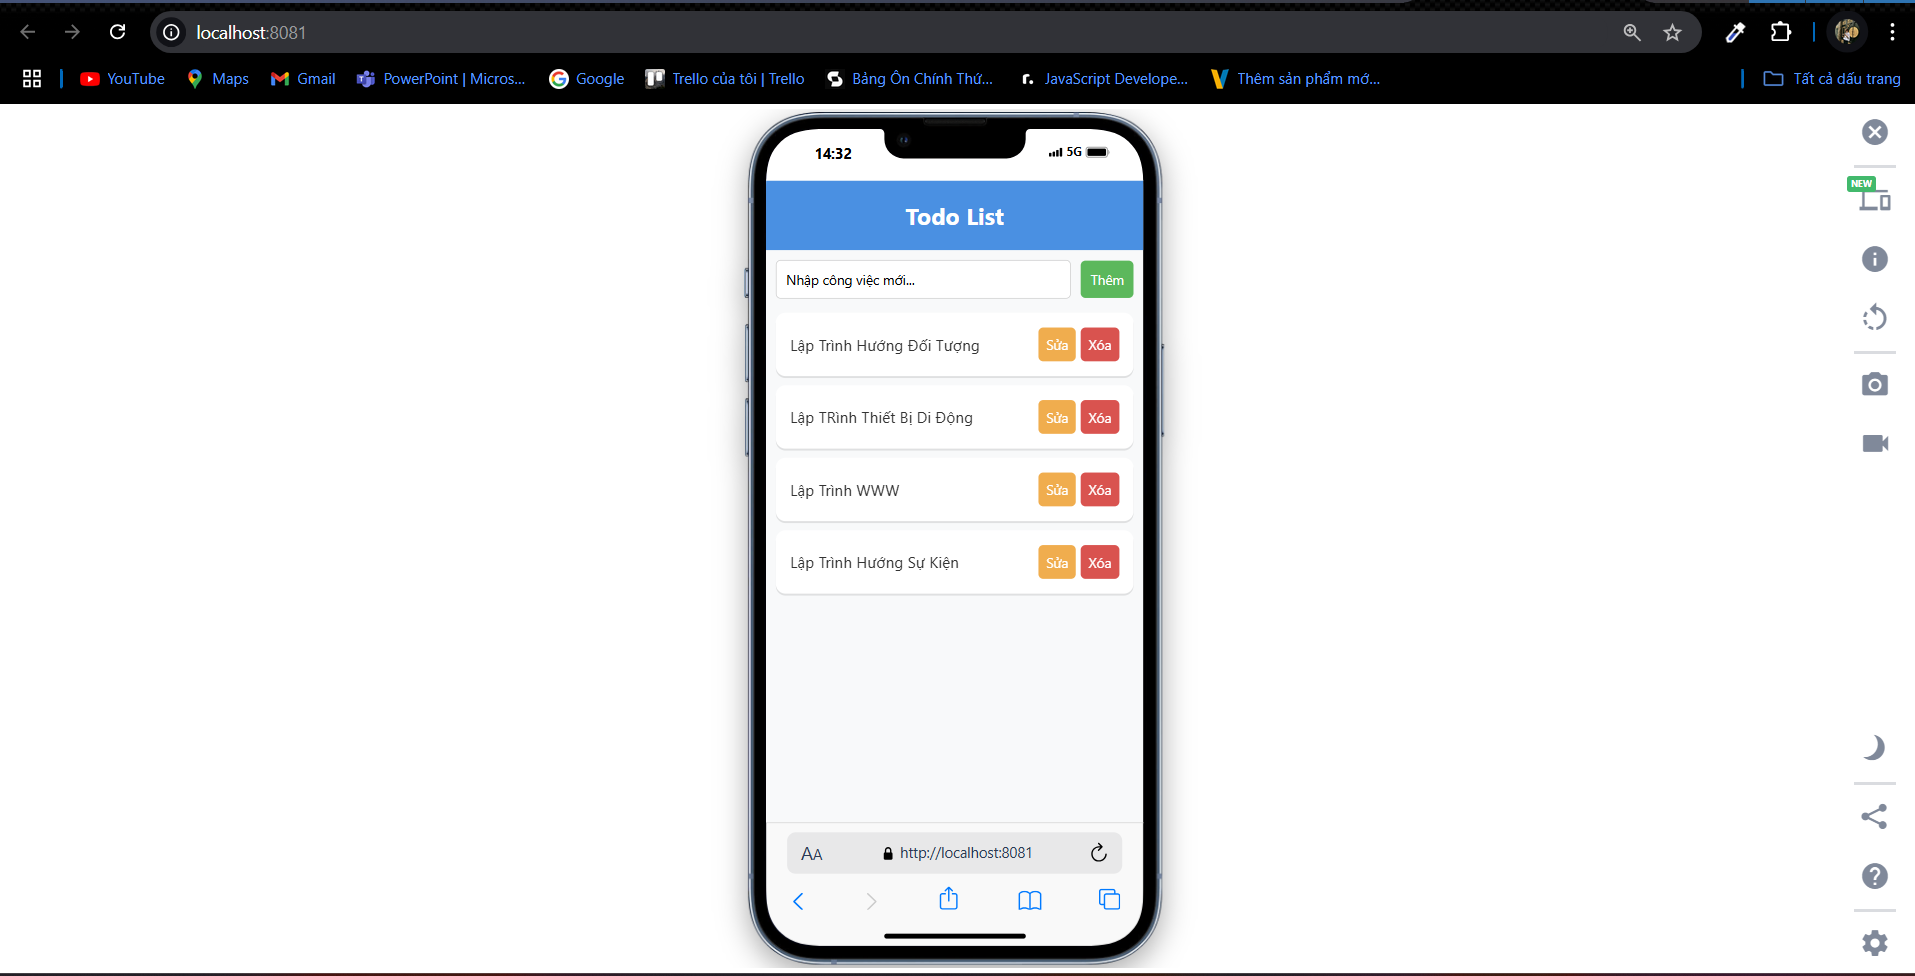 localhost:8081
YouTube
Maps
Gmail
PowerPoint | Micros...
Google
Trello của tôi | Trello
Bảng Ôn Chính Thứ...
JavaScript Develope...
Thêm sản phẩm mớ...
Tất cả dấu trang
NEW
14:32
5G
Todo List
Nhập công việc mới...
Thêm
Lập Trình Hướng Đối Tượng
Sửa
Xóa
Lập TRình Thiết Bị Di Động
Sửa
Xóa
Lập Trình WWW
Sửa
Xóa
Lập Trình Hướng Sự Kiện
Sửa
Xóa
AA
http://localhost:8081